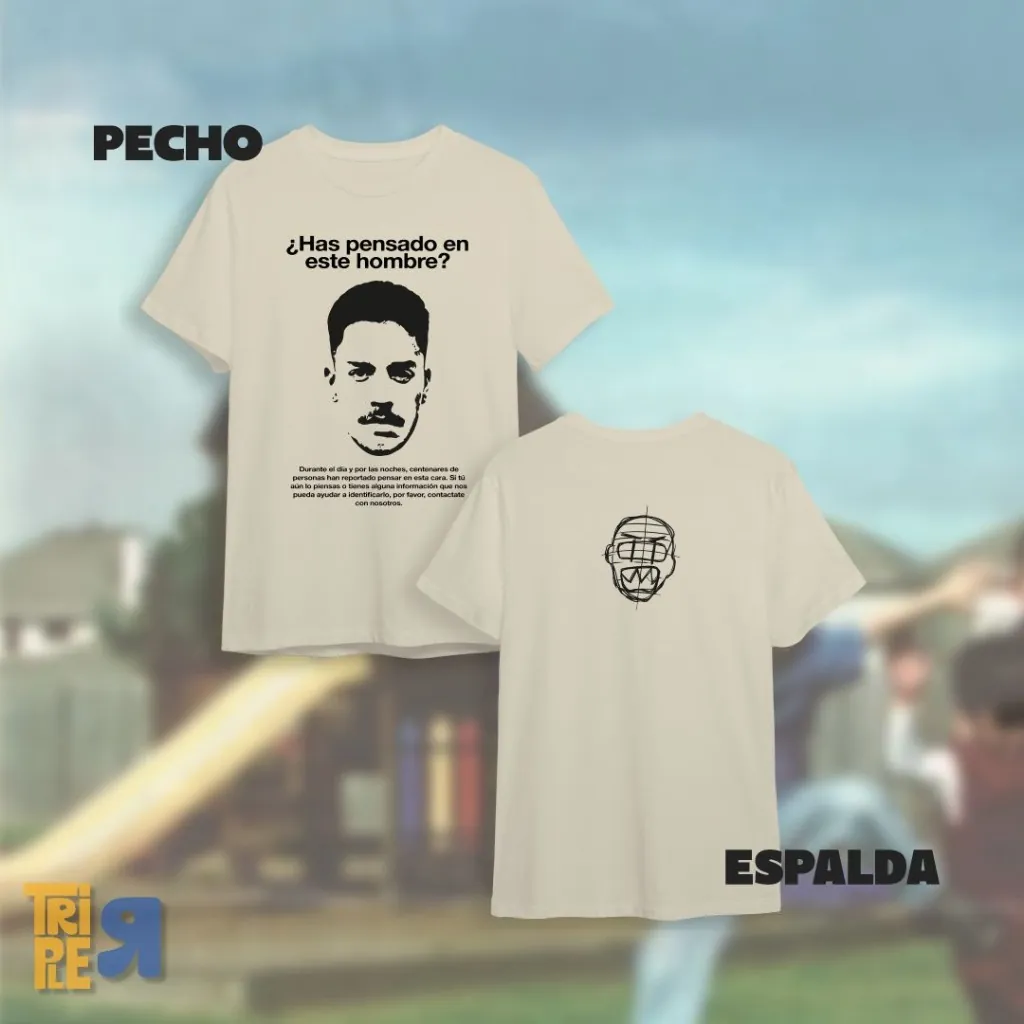 PECHO
¿Has pensado en
este hombre?
Durante el día y por las noches, centenares de
personas han reportado pensar en esta cara. Si tú
aún lo piensas o tienes alguna información que nos
pueda ayudar a identificarlo, por favor, contactate
con nosotros.
ESPALDA
TRI
PLE
R